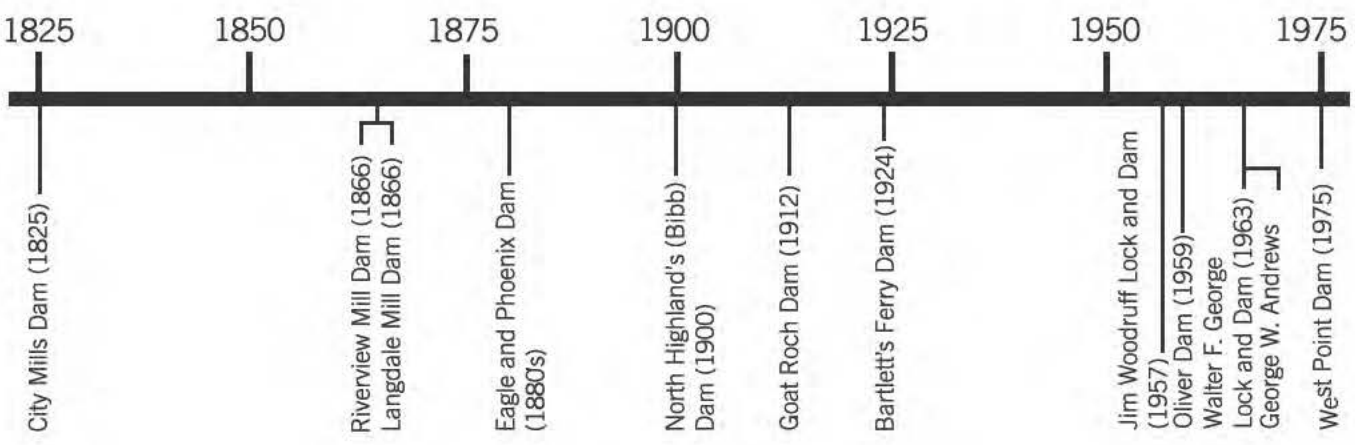 1825
1850
1875
1900
1925
1950
1975
City Mills Dam (1825)
Riverview Mill Dam (1866)
Langdale Mill Dam (1866)
Eagle and Phoenix Dam
(1880's)
North Highland's (Bibb)
Dam (1900)
Goat Roch Dam (1912)
Bartlett's Ferry Dam (1924)
Jim Woodruff Lock and Dam
(1957)
Oliver Dam (1959)
Walter F. George
Lock and Dam (1963)
George W. Andrews
West Point Dam (1975)